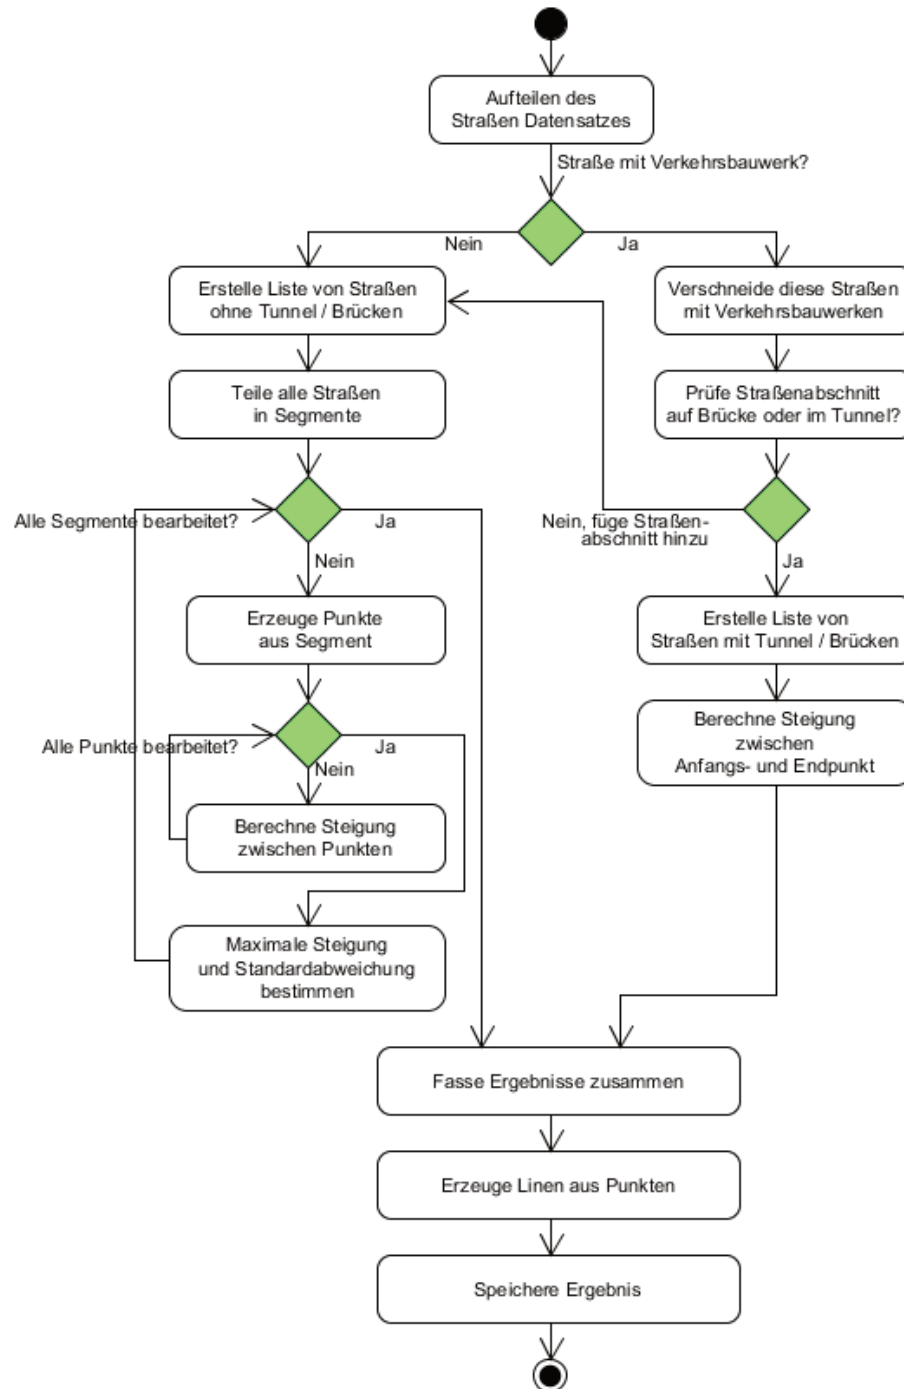 Aufteilen des
Straßen Datensatzes
Straße mit Verkehrsbauwerk?
Nein
Ja
Erstelle Liste von Straßen
ohne Tunnel / Brücken
Verschneide diese Straßen
mit Verkehrsbauwerken
Teile alle Straßen
in Segmente
Prüfe Straßenabschnitt
auf Brücke oder im Tunnel?
Alle Segmente bearbeitet?
Ja
Nein, füge Straßen-
abschnitt hinzu
Nein
Ja
Erzeuge Punkte
aus Segment
Erstelle Liste von
Straßen mit Tunnel / Brücken
Alle Punkte bearbeitet?
Ja
Nein
Berechne Steigung
zwischen
Anfangs- und Endpunkt
Berechne Steigung
zwischen Punkten
Maximale Steigung
und Standardabweichung
bestimmen
Fasse Ergebnisse zusammen
Erzeuge Linen aus Punkten
Speichere Ergebnis